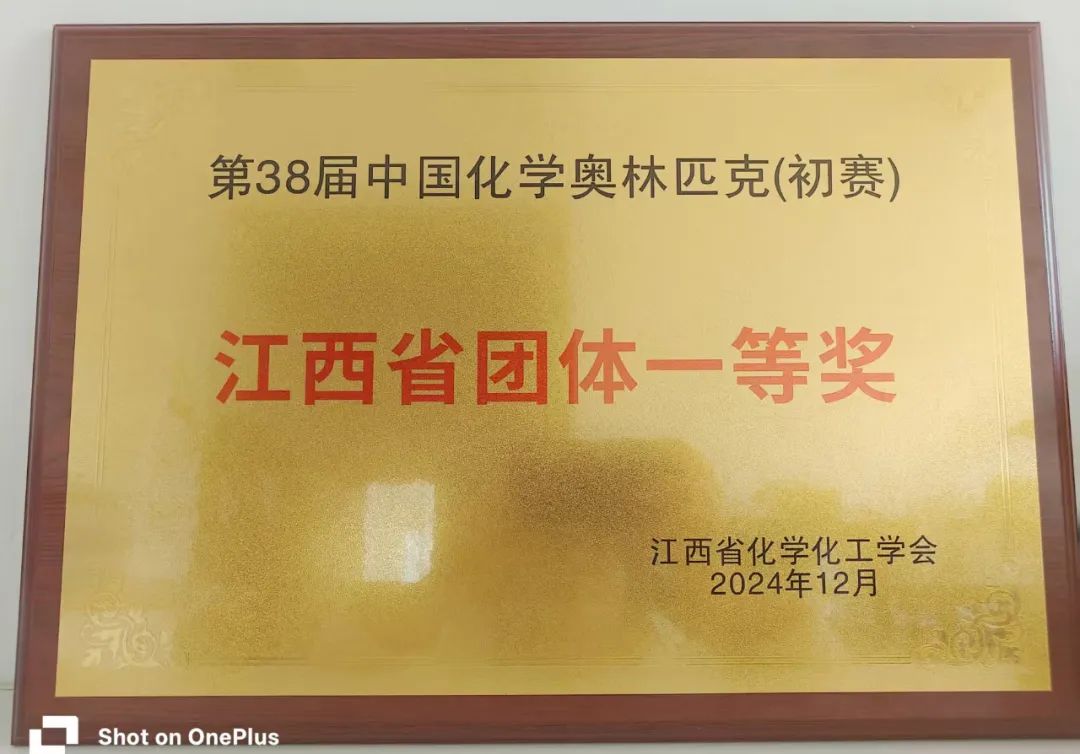 第38届中国化学奥林匹克(初赛)
江西省团体一等奖
江西省化学化工学会
2024年12月
Shot on OnePlus